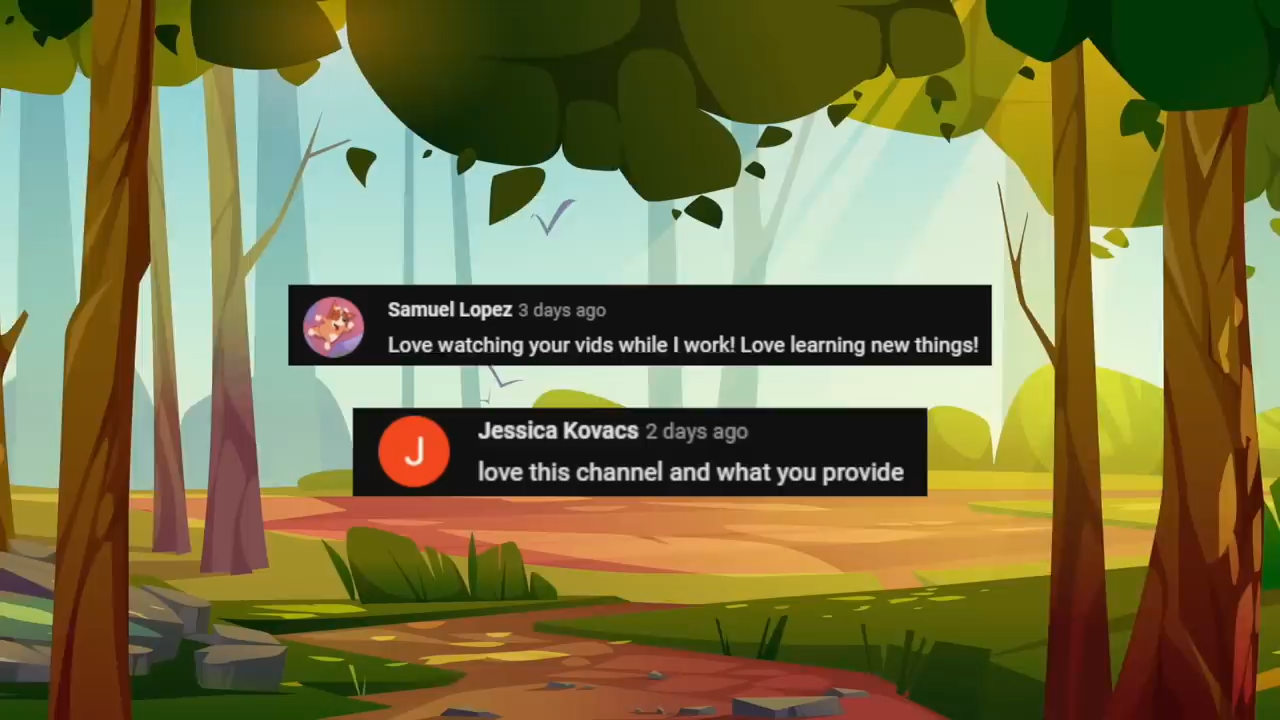 Samuel Lopez 3 days ago
Love watching your vids while I work! Love learning new things!
J
Jessica Kovacs 2 days ago
love this channel and what you provide